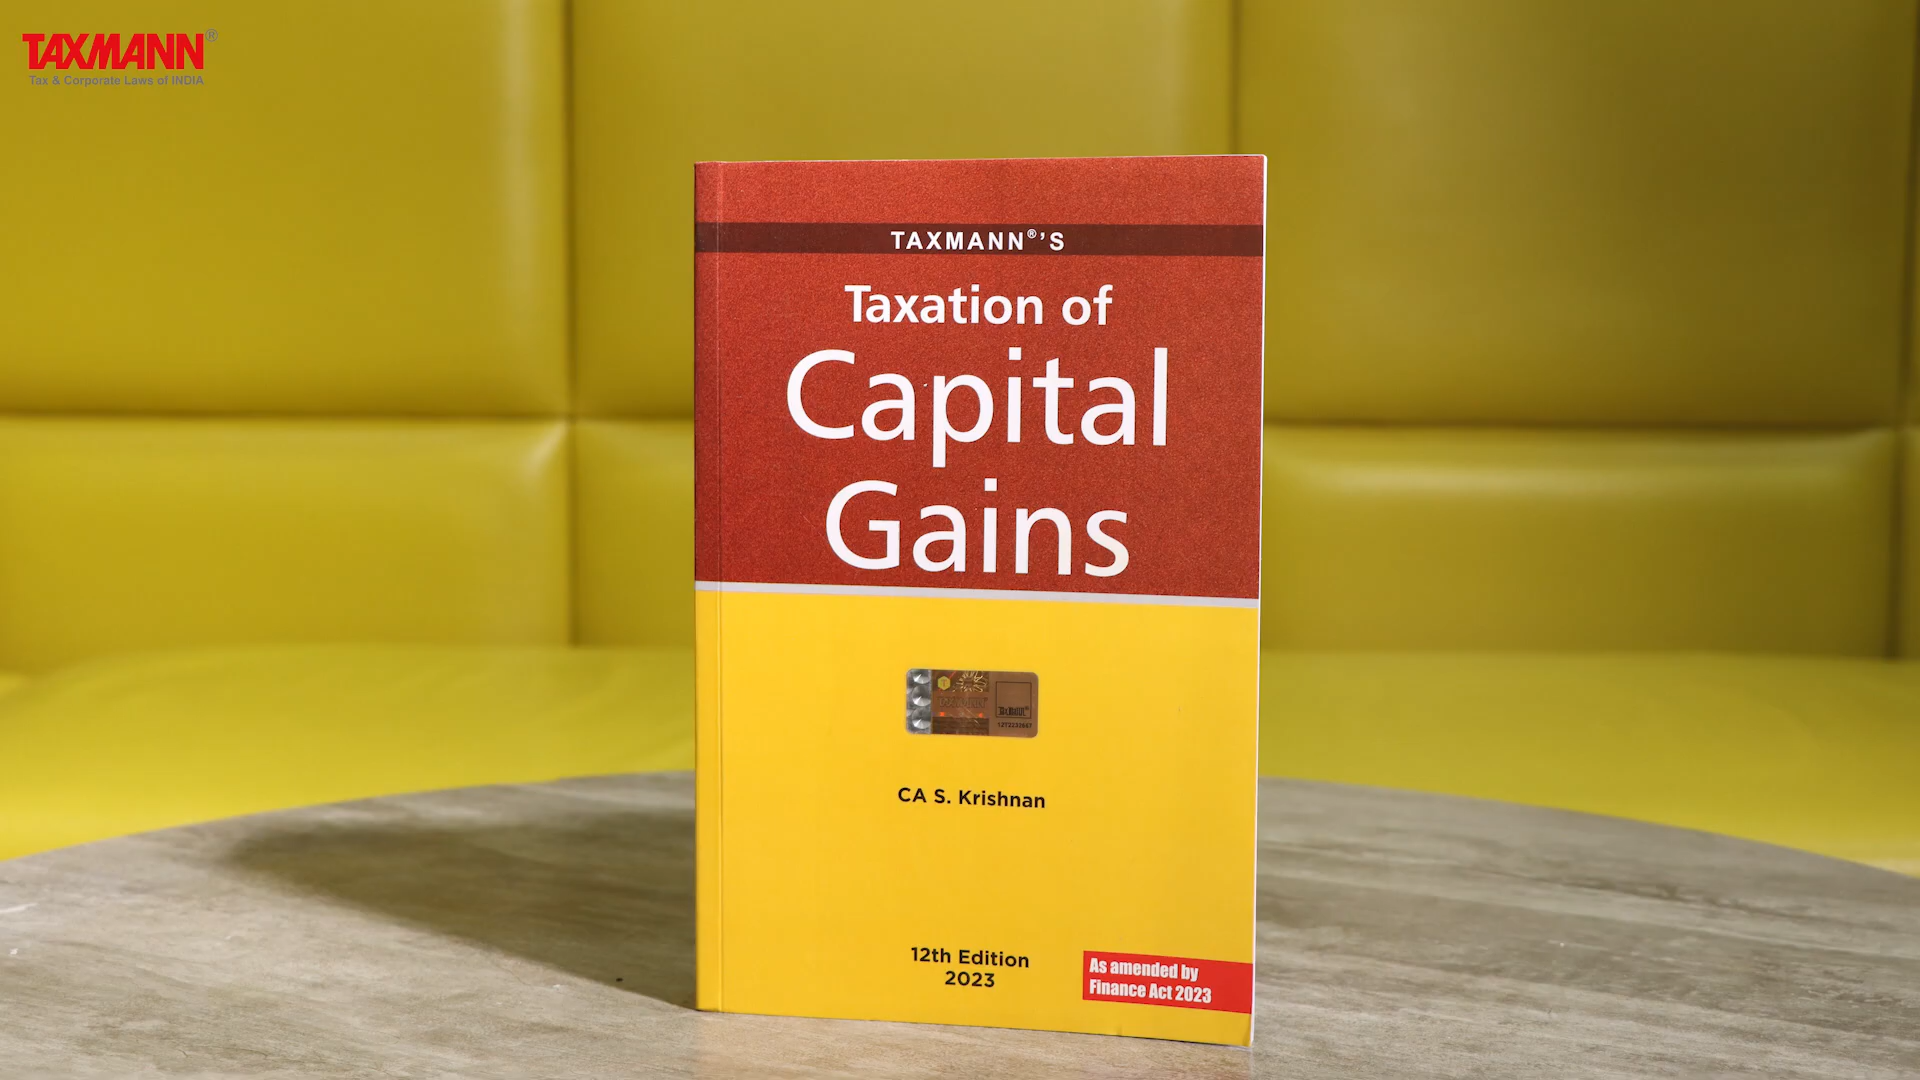 TAXMANN®
Tax & Corporate Laws of INDIA
TAXMANN®'S
Taxation of
Capital
Gains
CA S. Krishnan
12th Edition
2023
As amended by
Finance Act 2023